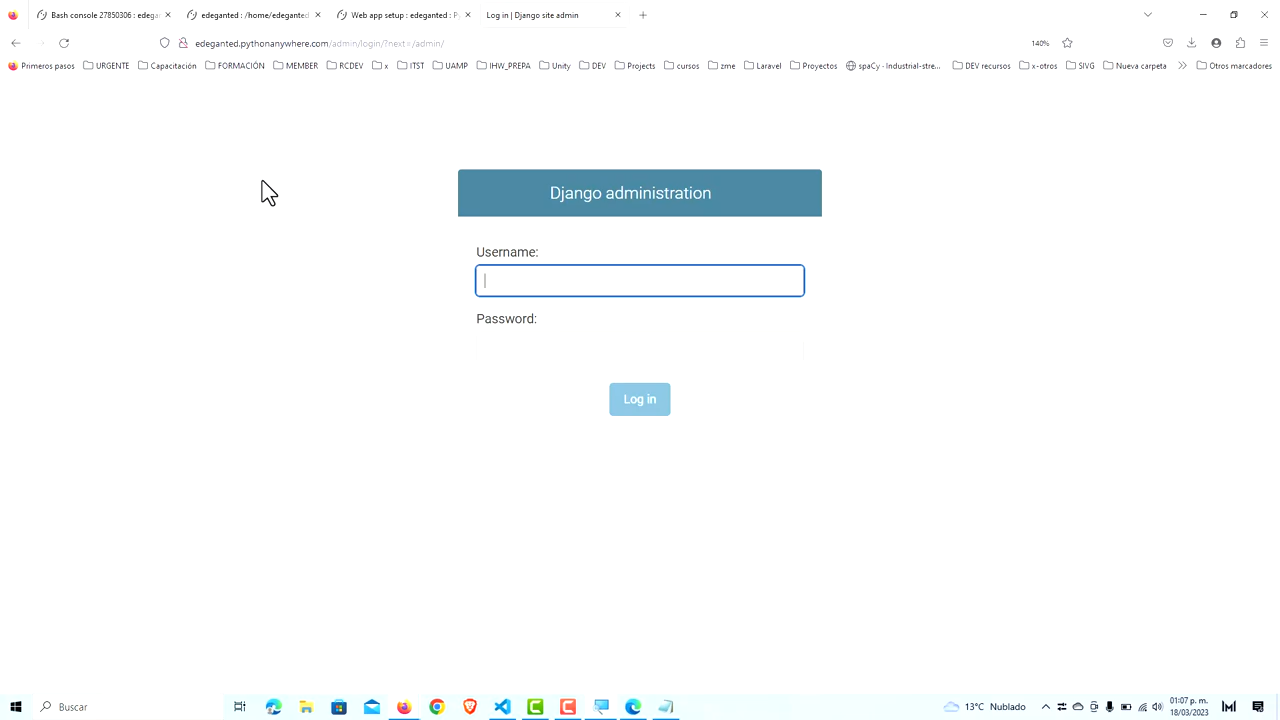 Bash console 27850306 : edegan
edeganted : /home/edeganted
Web app setup : edeganted : P
Log in | Django site admin
edeganted.pythonanywhere.com/admin/login/?next=/admin/
140%
Primeros pasos
URGENTE
Capacitación
FORMACIÓN
MEMBER
RCDEV
x
ITST
UAMP
IHW_PREPA
Unity
DEV
Projects
cursos
zme
Laravel
Proyectos
spaCy · Industrial-stre...
DEV recursos
x-otros
SIVG
Nueva carpeta
Otros marcadores
Django administration
Username:
Password:
Log in
Buscar
13°C Nublado
01:07 p. m.
18/03/2023